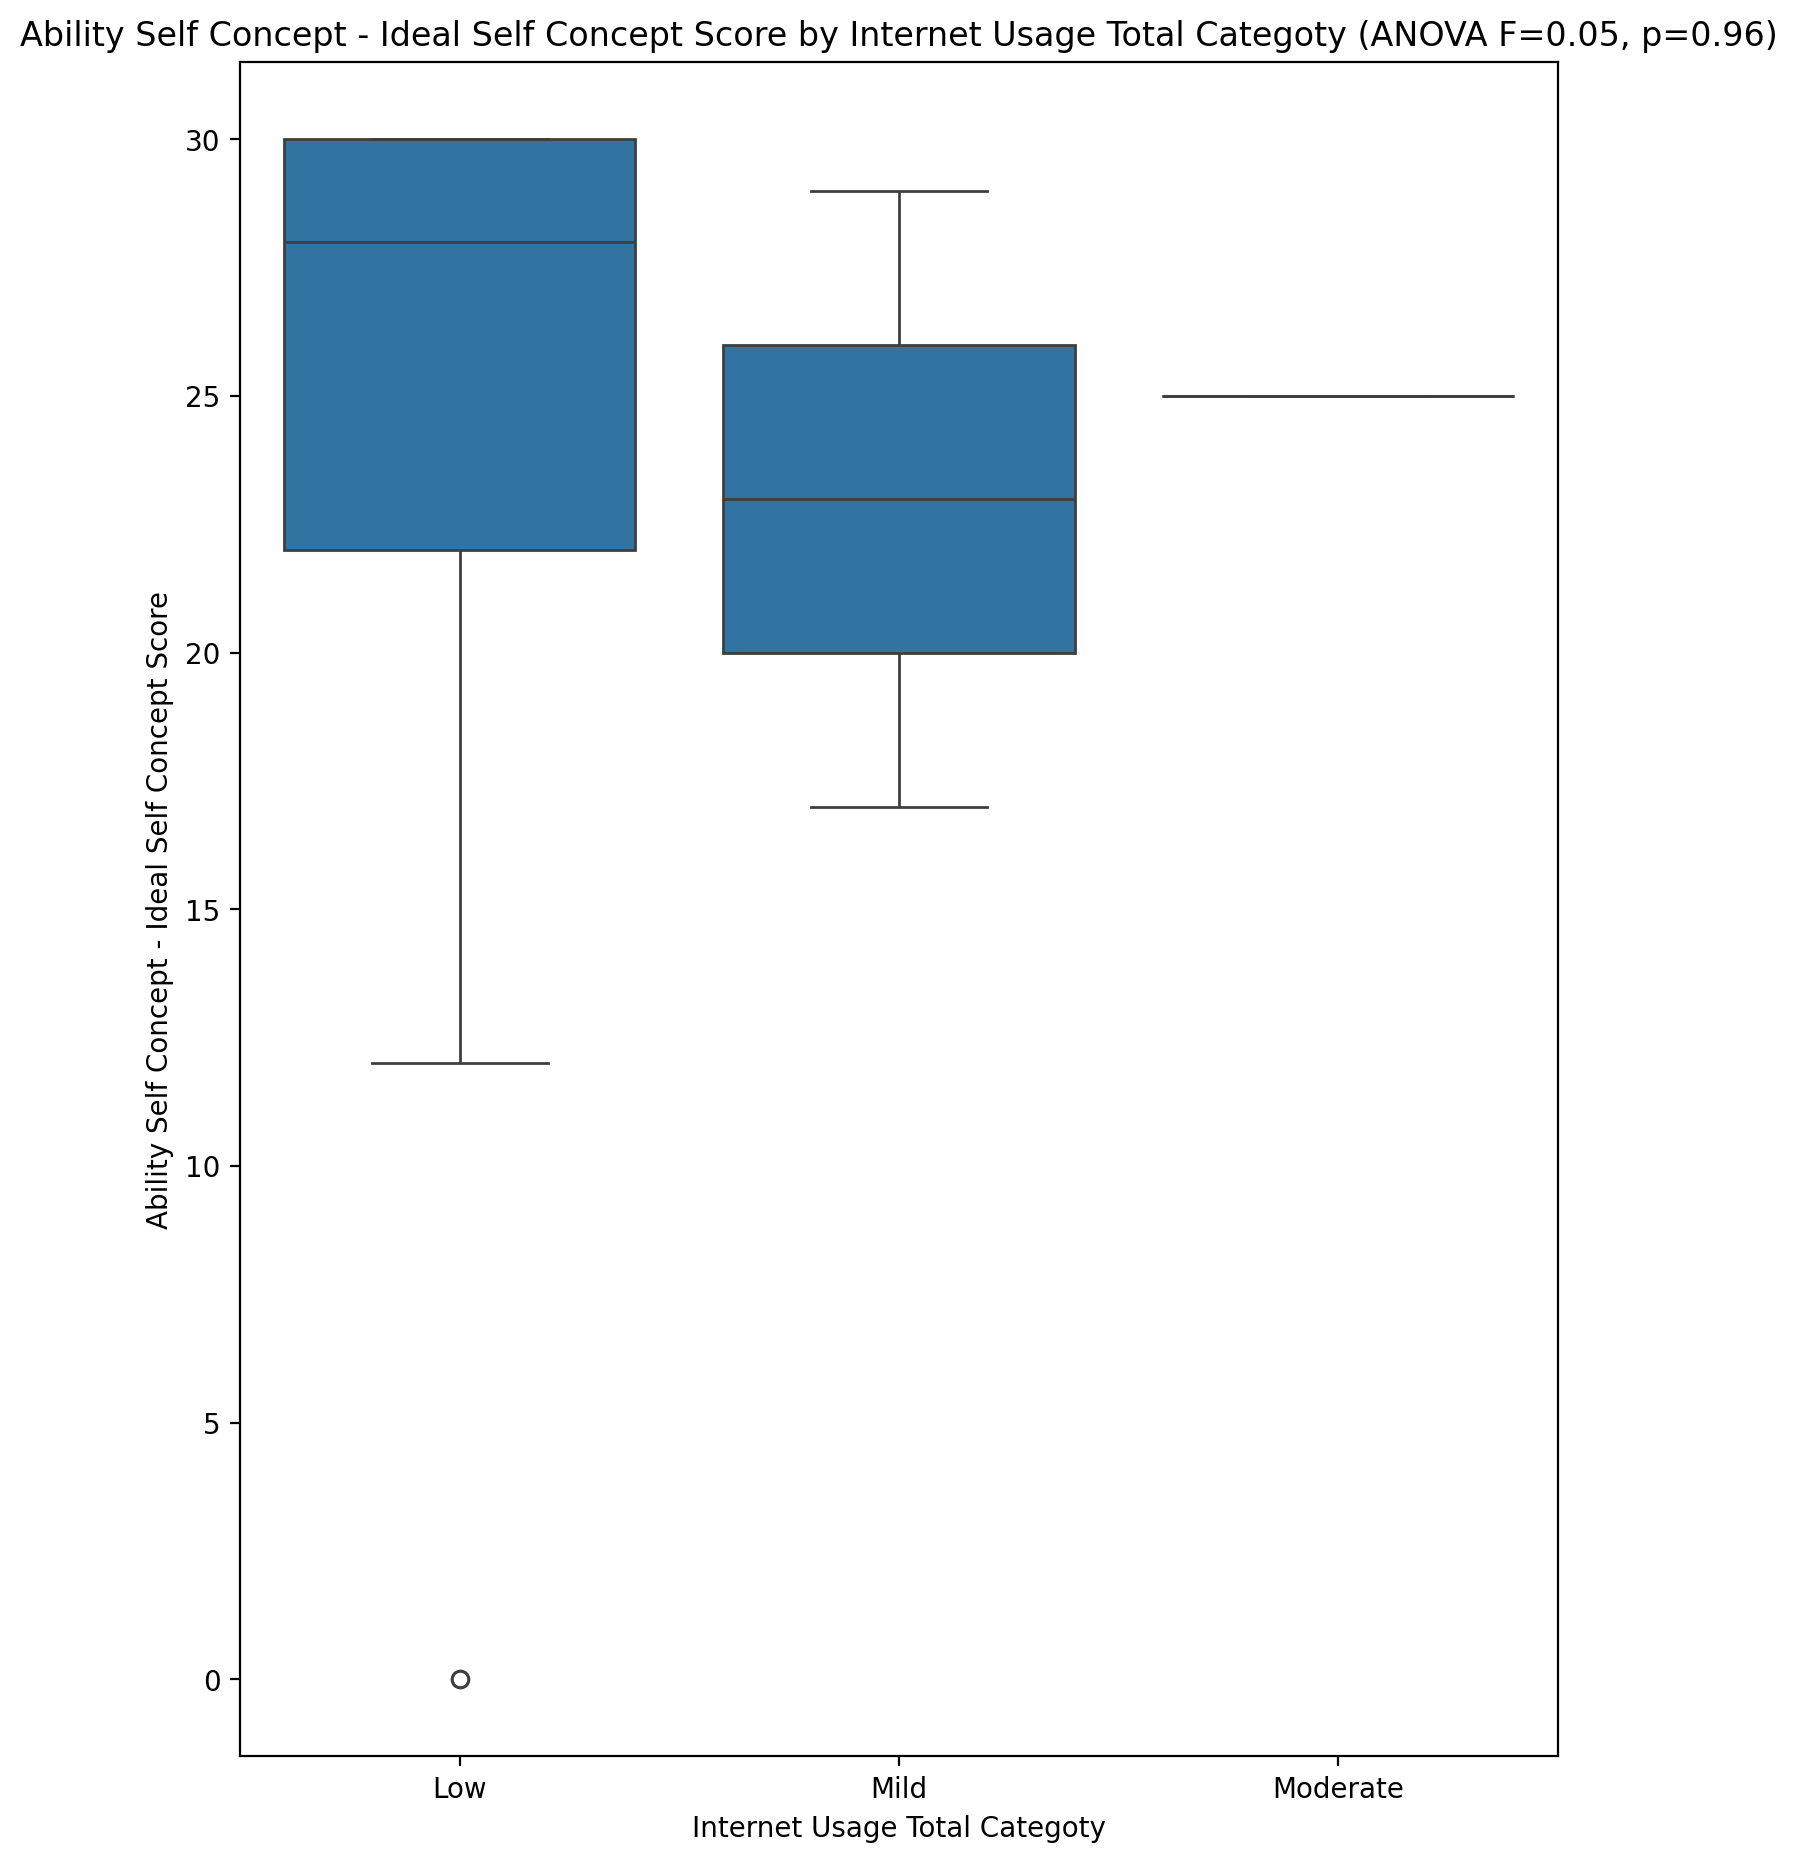 Ability Self Concept - Ideal Self Concept Score by Internet Usage Total Categoty (ANOVA F=0.05, p=0.96)
Ability Self Concept - Ideal Self Concept Score
30
25
20
15
10
5
0
Low
Mild
Moderate
Internet Usage Total Categoty